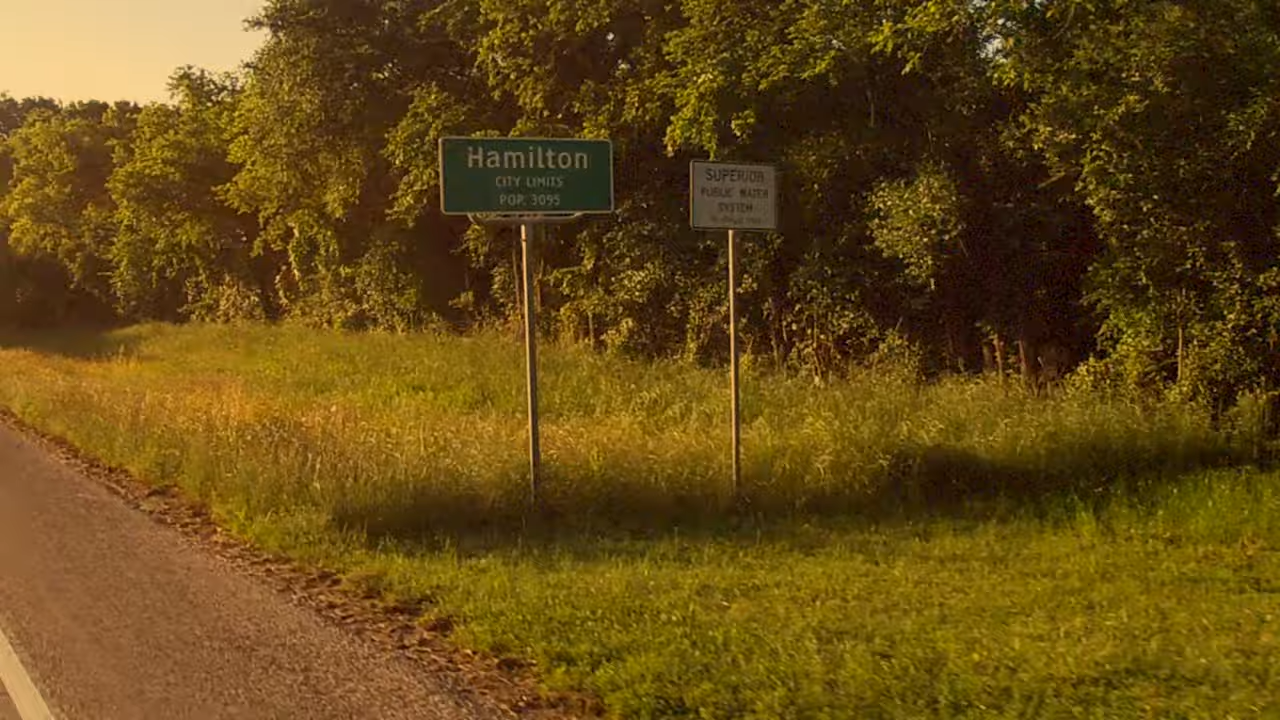 Hamilton
CITY LIMITS
POP. 3095
SUPERIOR
PUBLIC WATER
SYSTEM